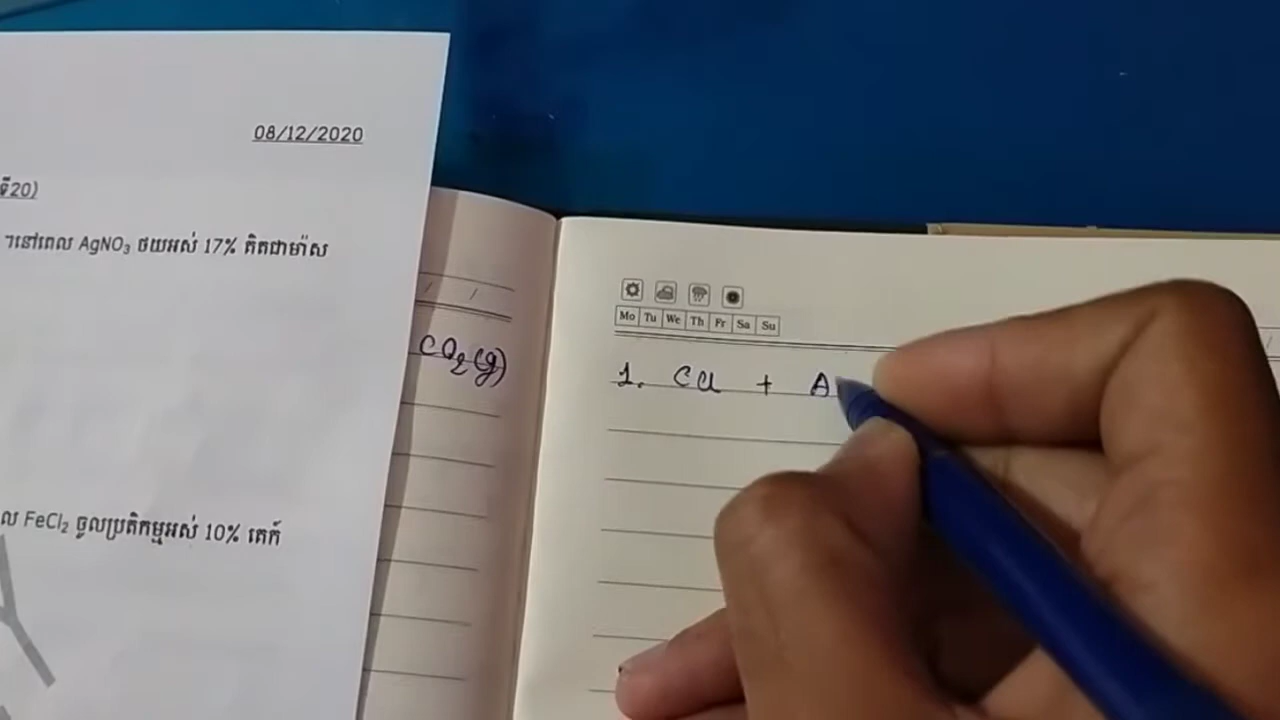 08/12/2020
ទី20)
ៗនៅពេល AgNO₃ ថយអស់ 17% គិតជាម៉ាស
ល FeCl₂ ចូលប្រតិកម្មអស់ 10% គេក៍
CO₂(g)
Mo Tu We Th Fr Sa Su
1. Cu + A